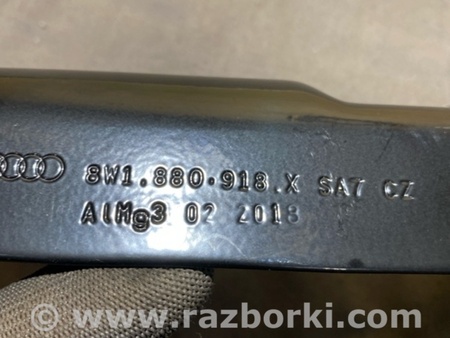 8W1.880.918.X SA7 CZ
AlMg3 02 2018
www.razborki.com